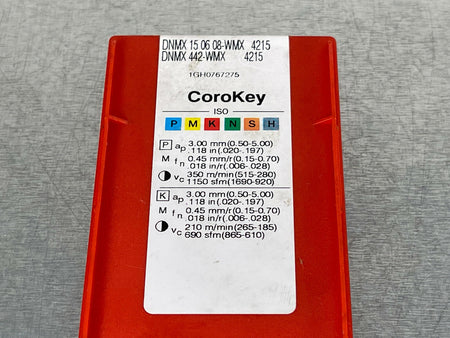 DNMX 15 06 08-WMX 4215
DNMX 442-WMX 4215
1GH0767275
CoroKey
ISO
P M K N S H
P ap 3.00 mm(0.50-5.00)
.118 in(.020-.197)
M fn 0.45 mm/r(0.15-0.70)
.018 in/r(.006-.028)
vc 350 m/min(515-280)
1150 sfm(1690-920)
K ap 3.00 mm(0.50-5.00)
.118 in(.020-.197)
M fn 0.45 mm/r(0.15-0.70)
.018 in/r(.006-.028)
vc 210 m/min(265-185)
690 sfm(865-610)